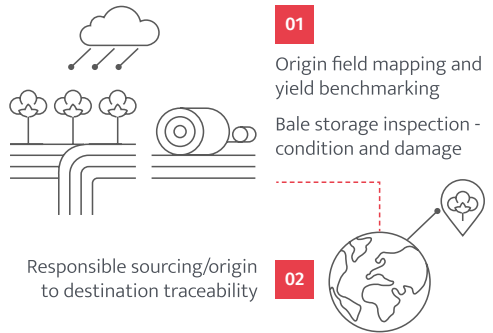 01
Origin field mapping and
yield benchmarking
Bale storage inspection -
condition and damage
Responsible sourcing/origin
to destination traceability
02